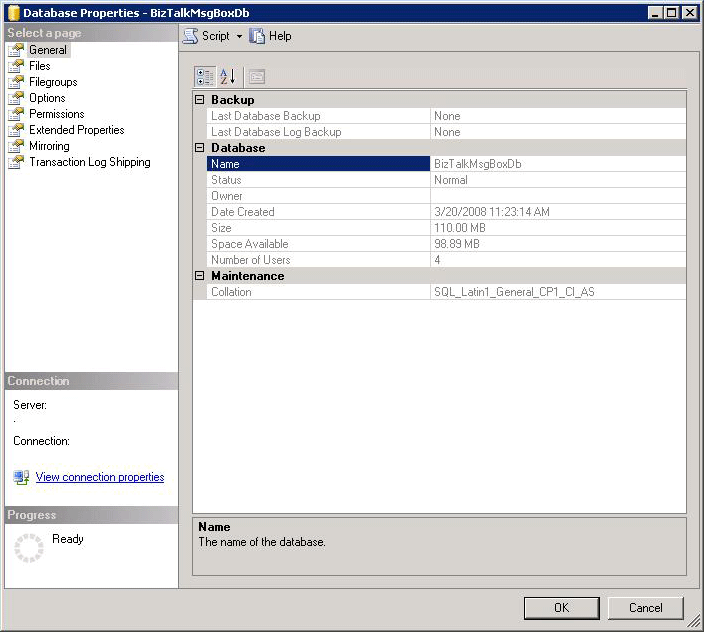 Database Properties - BizTalkMsgBoxDb
Select a page
General
Files
Filegroups
Options
Permissions
Extended Properties
Mirroring
Transaction Log Shipping
Connection
Server:
.
Connection:
View connection properties
Progress
Ready
Script Help
Backup
Last Database Backup None
Last Database Log Backup None
Database
Name BizTalkMsgBoxDb
Status Normal
Owner
Date Created 3/20/2008 11:23:14 AM
Size 110.00 MB
Space Available 98.89 MB
Number of Users 4
Maintenance
Collation SQL_Latin1_General_CP1_CI_AS
Name
The name of the database.
OK Cancel